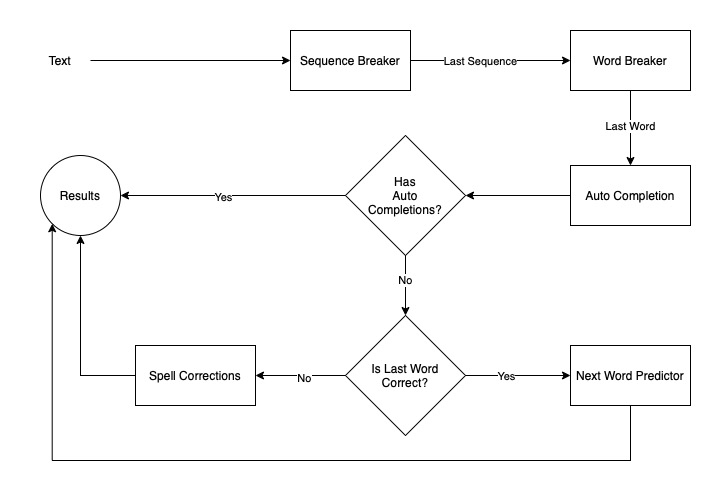 Text
Sequence Breaker
Last Sequence
Word Breaker
Last Word
Results
Yes
Has
Auto
Completions?
Auto Completion
No
Spell Corrections
No
Is Last Word
Correct?
Yes
Next Word Predictor